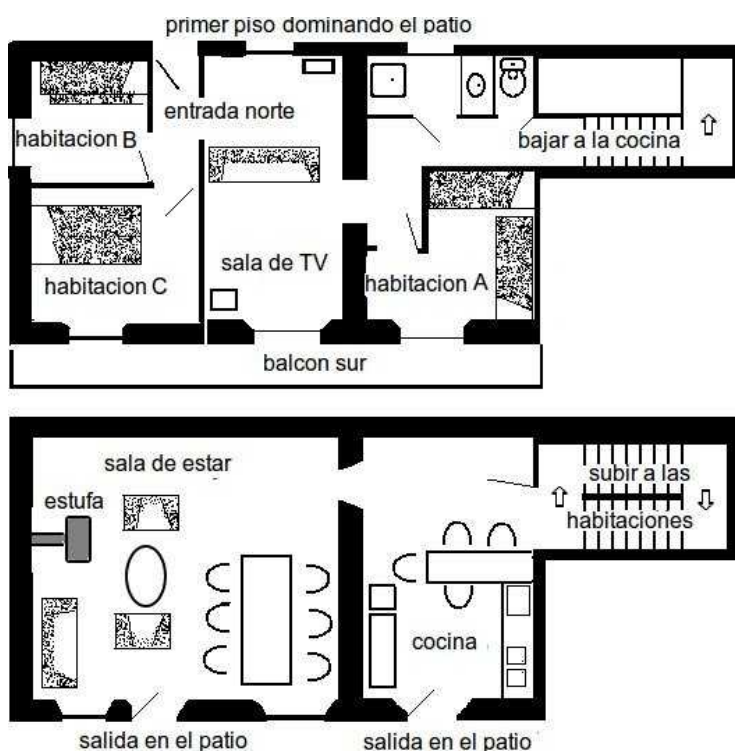 primer piso dominando el patio
entrada norte
habitacion B
bajar a la cocina
habitacion C
sala de TV
habitacion A
balcon sur
sala de estar
estufa
subir a las
habitaciones
cocina
salida en el patio
salida en el patio